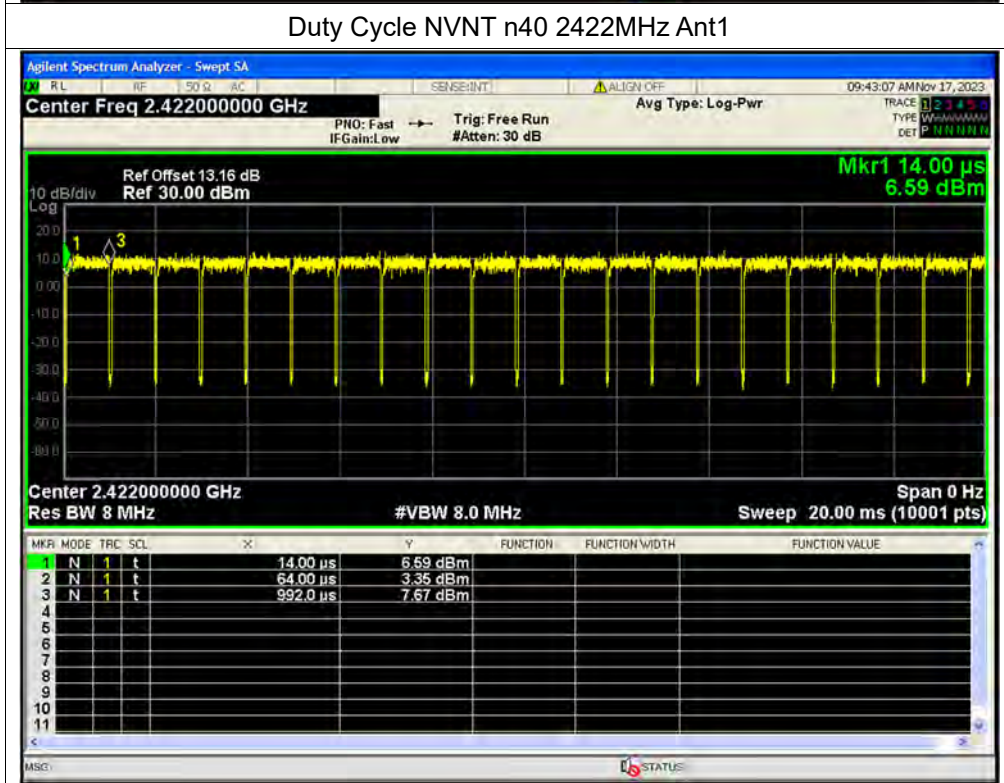 Duty Cycle NVNT n40 2422MHz Ant1
Agilent Spectrum Analyzer - Swept SA
RL RF 50 Ω AC SENSE:INT ALIGN OFF 09:43:07 AM Nov 17, 2023
Center Freq 2.422000000 GHz Avg Type: Log-Pwr TRACE 1 2 3 4 5 6
PNO: Fast Trig: Free Run TYPE W
IFGain:Low #Atten: 30 dB DET P N N N N N
Mkr1 14.00 µs
Ref Offset 13.16 dB
10 dB/div Ref 30.00 dBm 6.59 dBm
Log
20.0
1 3
10.0
0.00
-10.0
-20.0
-30.0
-40.0
-50.0
-60.0
Center 2.422000000 GHz Span 0 Hz
Res BW 8 MHz #VBW 8.0 MHz Sweep 20.00 ms (10001 pts)
MKR MODE TRC SCL X Y FUNCTION FUNCTION WIDTH FUNCTION VALUE
1 N 1 t 14.00 µs 6.59 dBm
2 N 1 t 64.00 µs 3.35 dBm
3 N 1 t 992.0 µs 7.67 dBm
4
5
6
7
8
9
10
11
MSG STATUS